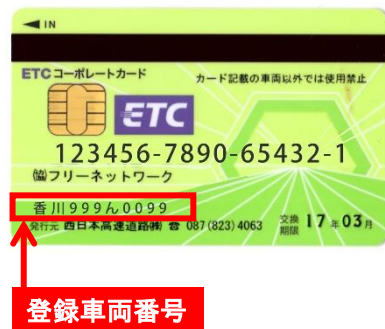 ◀ IN
ETCコーポレートカード
カード記載の車両以外では使用禁止
ETC
123456-7890-65432-1
㈿フリーネットワーク
香川999ん0099
発行元 西日本高速道路㈱ ☎ 087(823)4063
交換期限 17年03月
登録車両番号